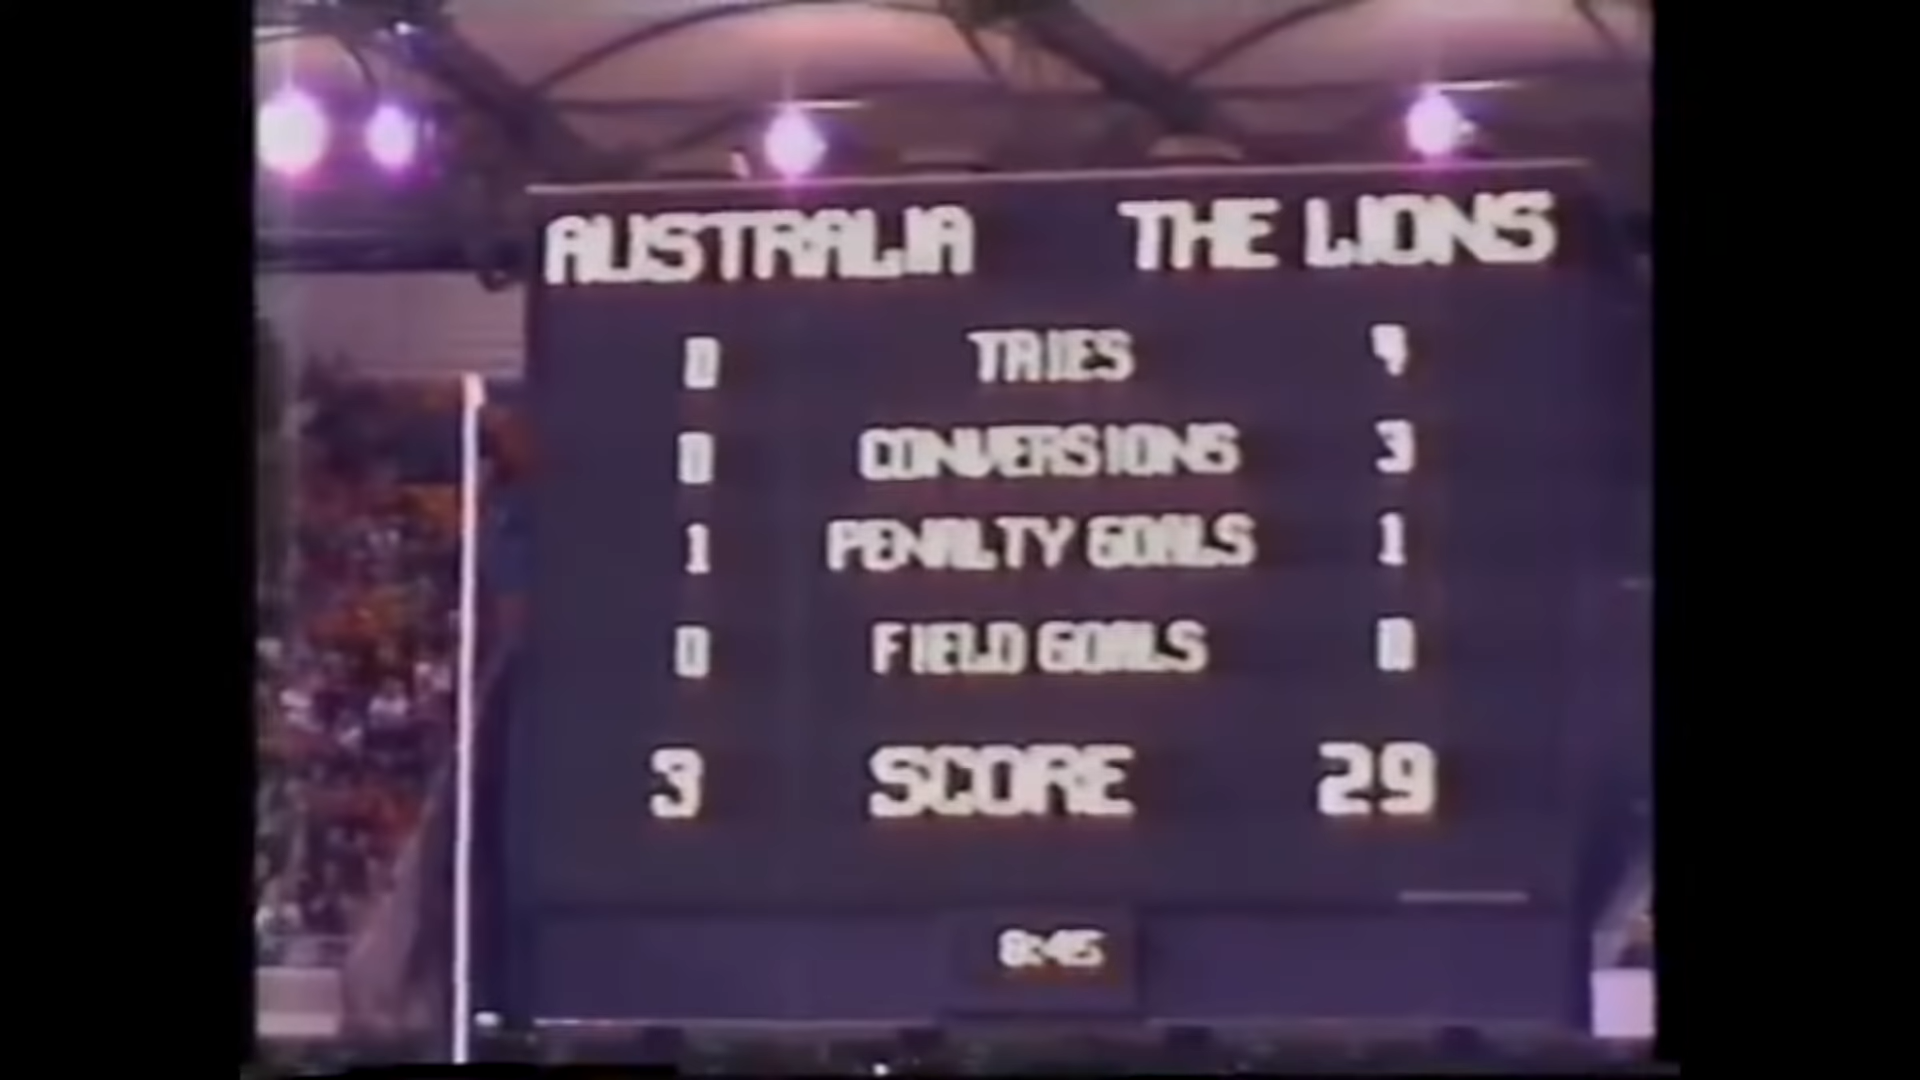 AUSTRALIA THE LIONS
0 TRIES 4
0 CONVERSIONS 3
1 PENALTY GOALS 1
0 FIELD GOALS 0
3 SCORE 29
8:45